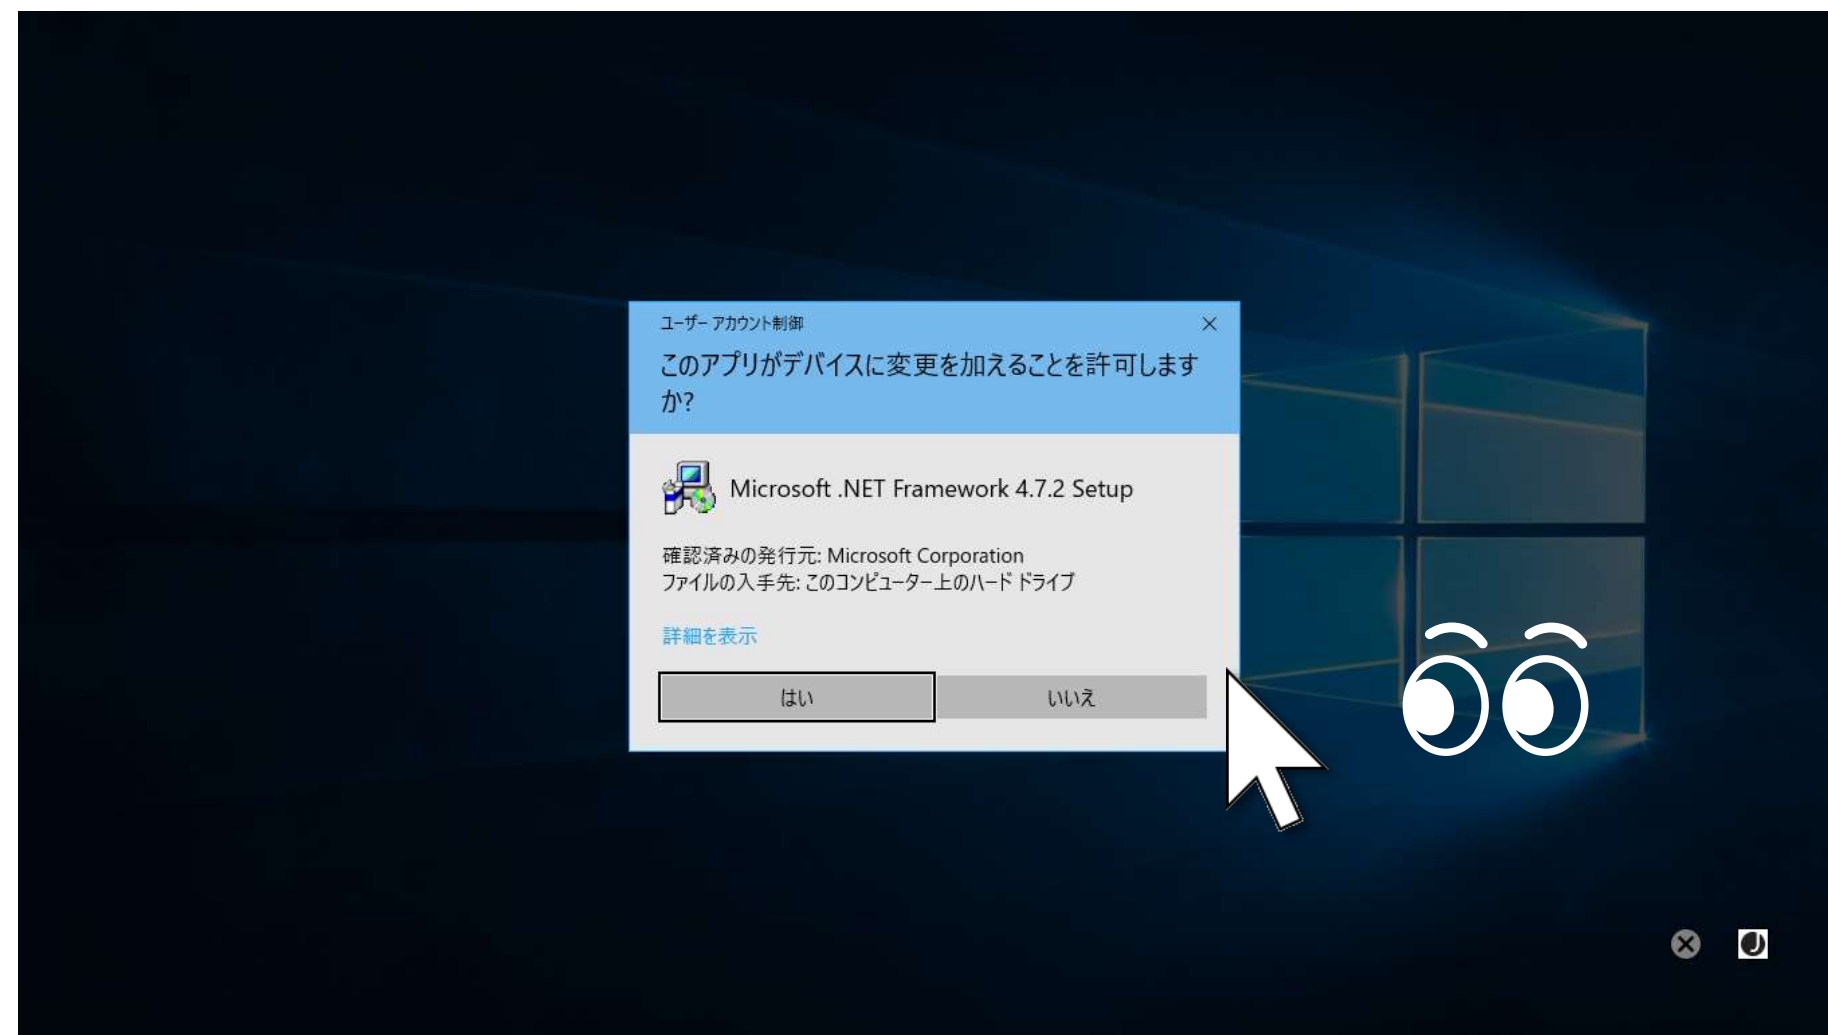 ユーザー アカウント制御
このアプリがデバイスに変更を加えることを許可します
か?
Microsoft .NET Framework 4.7.2 Setup
確認済みの発行元: Microsoft Corporation
ファイルの入手先: このコンピューター上のハード ドライブ
詳細を表示
はい
いいえ